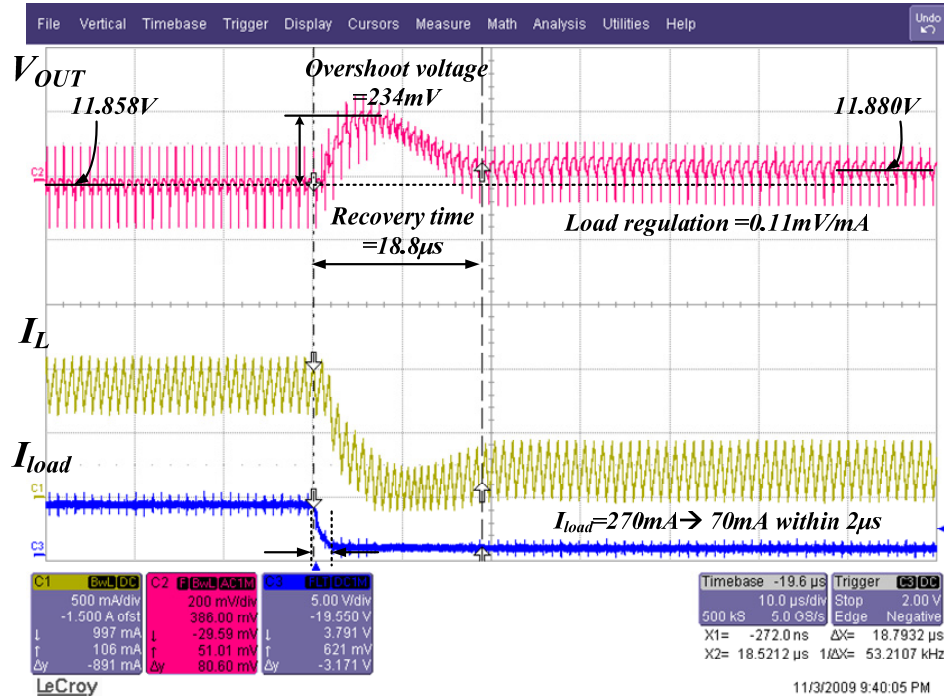 File Vertical Timebase Trigger Display Cursors Measure Math Analysis Utilities Help
Undo
VOUT
Overshoot voltage
=234mV
11.858V
11.880V
C2
Recovery time
=18.8μs
Load regulation =0.11mV/mA
IL
Iload
C1
Iload=270mA→ 70mA within 2μs
C3
C1 BwL DC
500 mA/div
-1.500 A ofst
↓ 997 mA
↑ 106 mA
Δy -891 mA
C2 F BwL AC1M
200 mV/div
386.00 mV
↓ -29.59 mV
↑ 51.01 mV
Δy 80.60 mV
C3 FLT DC1M
5.00 V/div
-19.550 V
↓ 3.791 V
↑ 621 mV
Δy -3.171 V
Timebase -19.6 μs
10.0 μs/div
500 kS 5.0 GS/s
Trigger C3 DC
Stop 2.00 V
Edge Negative
X1= -272.0 ns ΔX= 18.7932 μs
X2= 18.5212 μs 1/ΔX= 53.2107 kHz
LeCroy
11/3/2009 9:40:05 PM